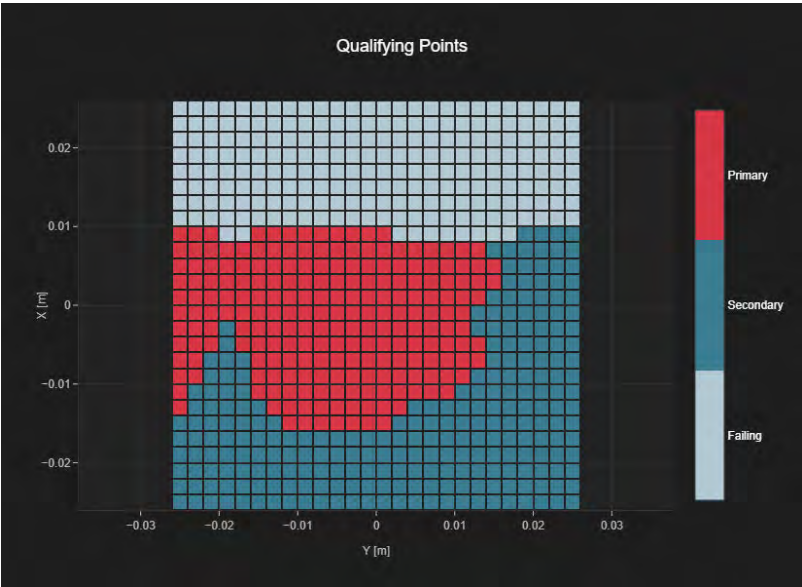 Qualifying Points
0.02
0.01
0
−0.01
−0.02
X [m]
−0.03
−0.02
−0.01
0
0.01
0.02
0.03
Y [m]
Primary
Secondary
Failing